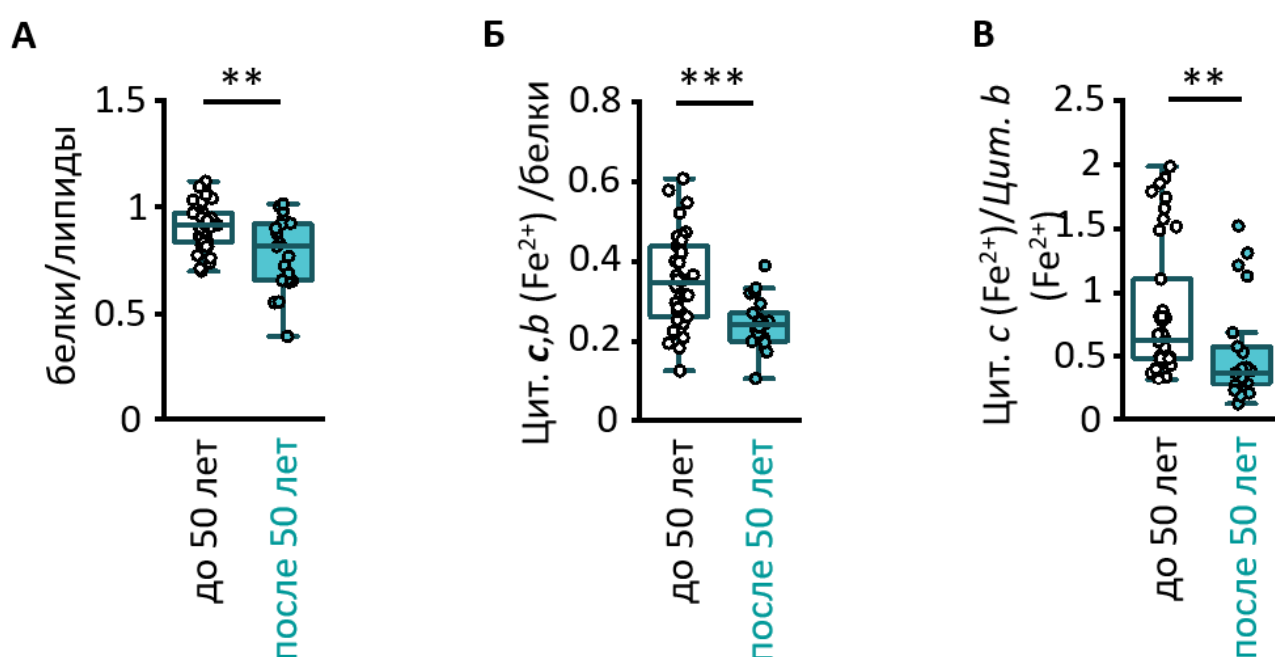 А
**
1.5
1
0.5
0
белки/липиды
до 50 лет
после 50 лет
Б
***
0.8
0.6
0.4
0.2
0
Цит. c,b (Fe²⁺) /белки
до 50 лет
после 50 лет
В
**
2.5
2
1.5
1
0.5
0
Цит. c (Fe²⁺)/Цит. b
(Fe²⁺)
до 50 лет
после 50 лет